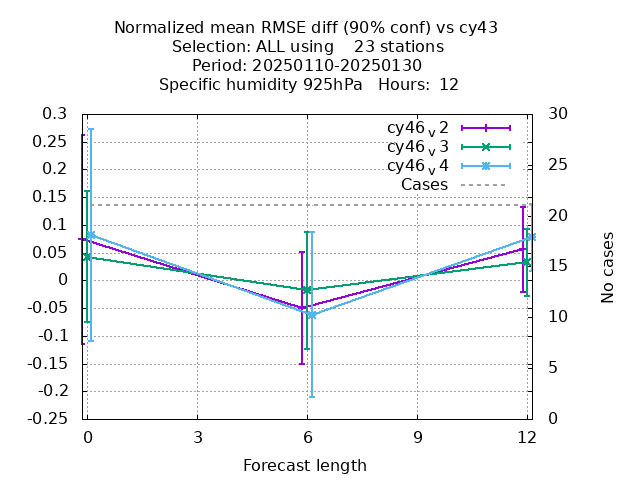 Normalized mean RMSE diff (90% conf) vs cy43
Selection: ALL using    23 stations
Period: 20250110-20250130
Specific humidity 925hPa   Hours:  12
0.3
0.25
0.2
0.15
0.1
0.05
0
-0.05
-0.1
-0.15
-0.2
-0.25
cy46v2
cy46v3
cy46v4
Cases
30
25
20
15
10
5
0
No cases
0 3 6 9 12
Forecast length